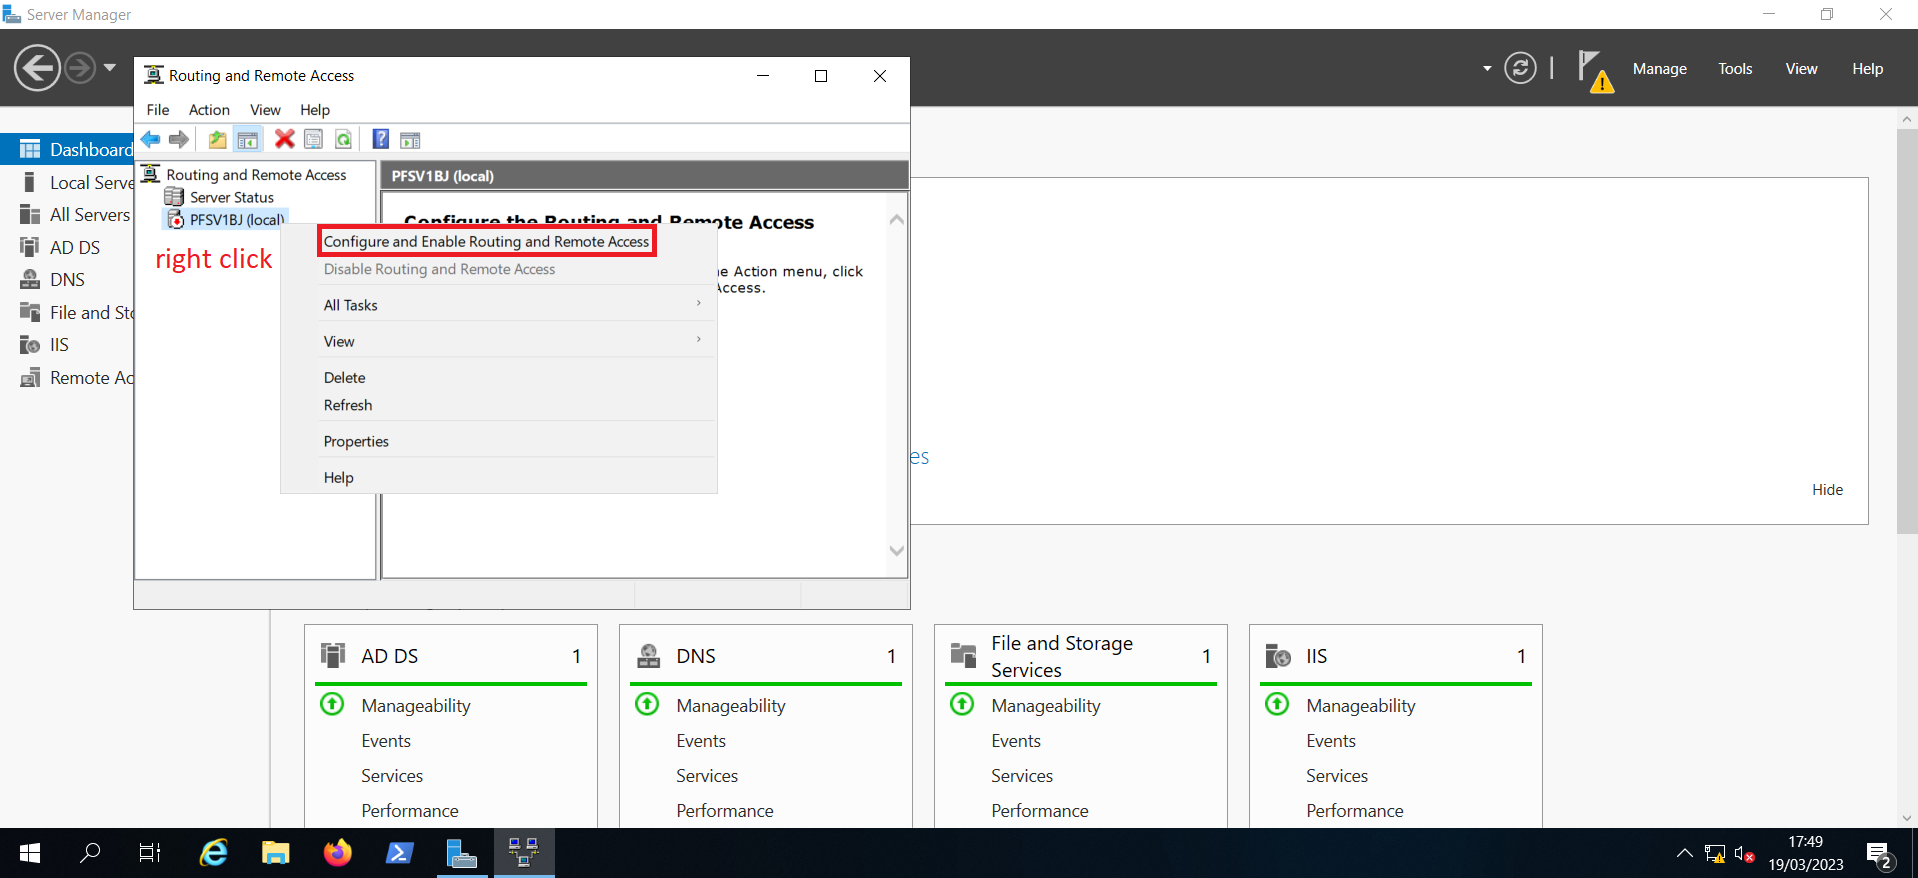 Server Manager
Manage Tools View Help
Routing and Remote Access
File Action View Help
Dashboard
Local Serve
All Servers
AD DS
DNS
File and Sto
IIS
Remote Ac
Routing and Remote Access
Server Status
PFSV1BJ (local)
right click
PFSV1BJ (local)
Configure the Routing and Remote Access
e Action menu, click
Access.
Configure and Enable Routing and Remote Access
Disable Routing and Remote Access
All Tasks
View
Delete
Refresh
Properties
Help
es
Hide
AD DS 1
Manageability
Events
Services
Performance
DNS 1
Manageability
Events
Services
Performance
File and Storage
Services 1
Manageability
Events
Services
Performance
IIS 1
Manageability
Events
Services
Performance
17:49
19/03/2023
2